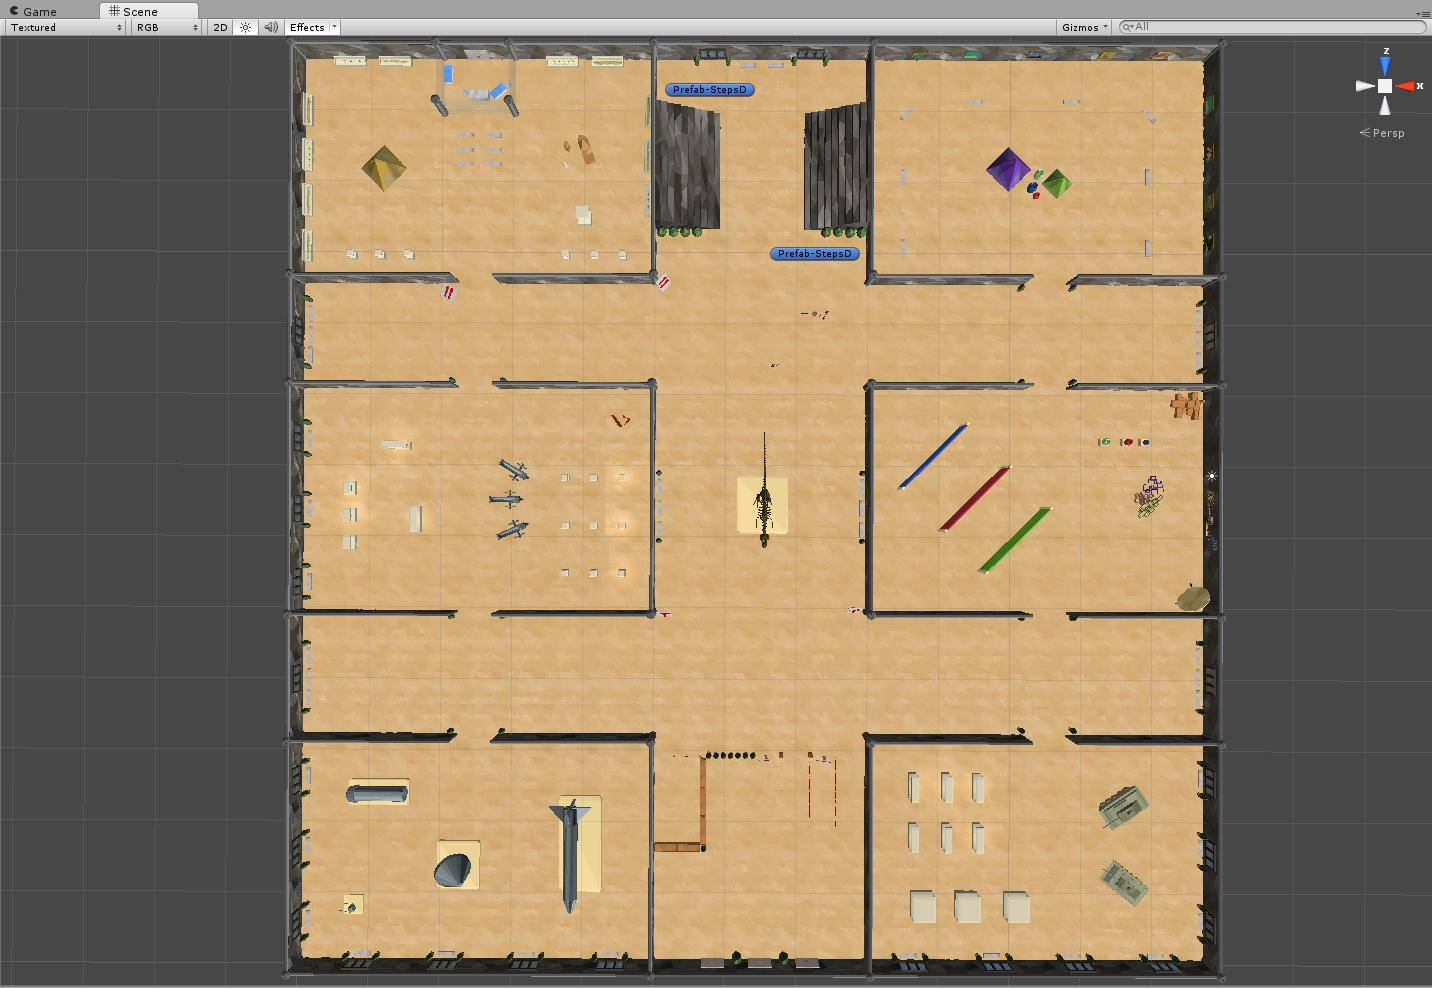 Game
Scene
Textured
RGB
2D
Effects
Gizmos
All
z
x
Persp
Prefab-StepsD
Prefab-StepsD